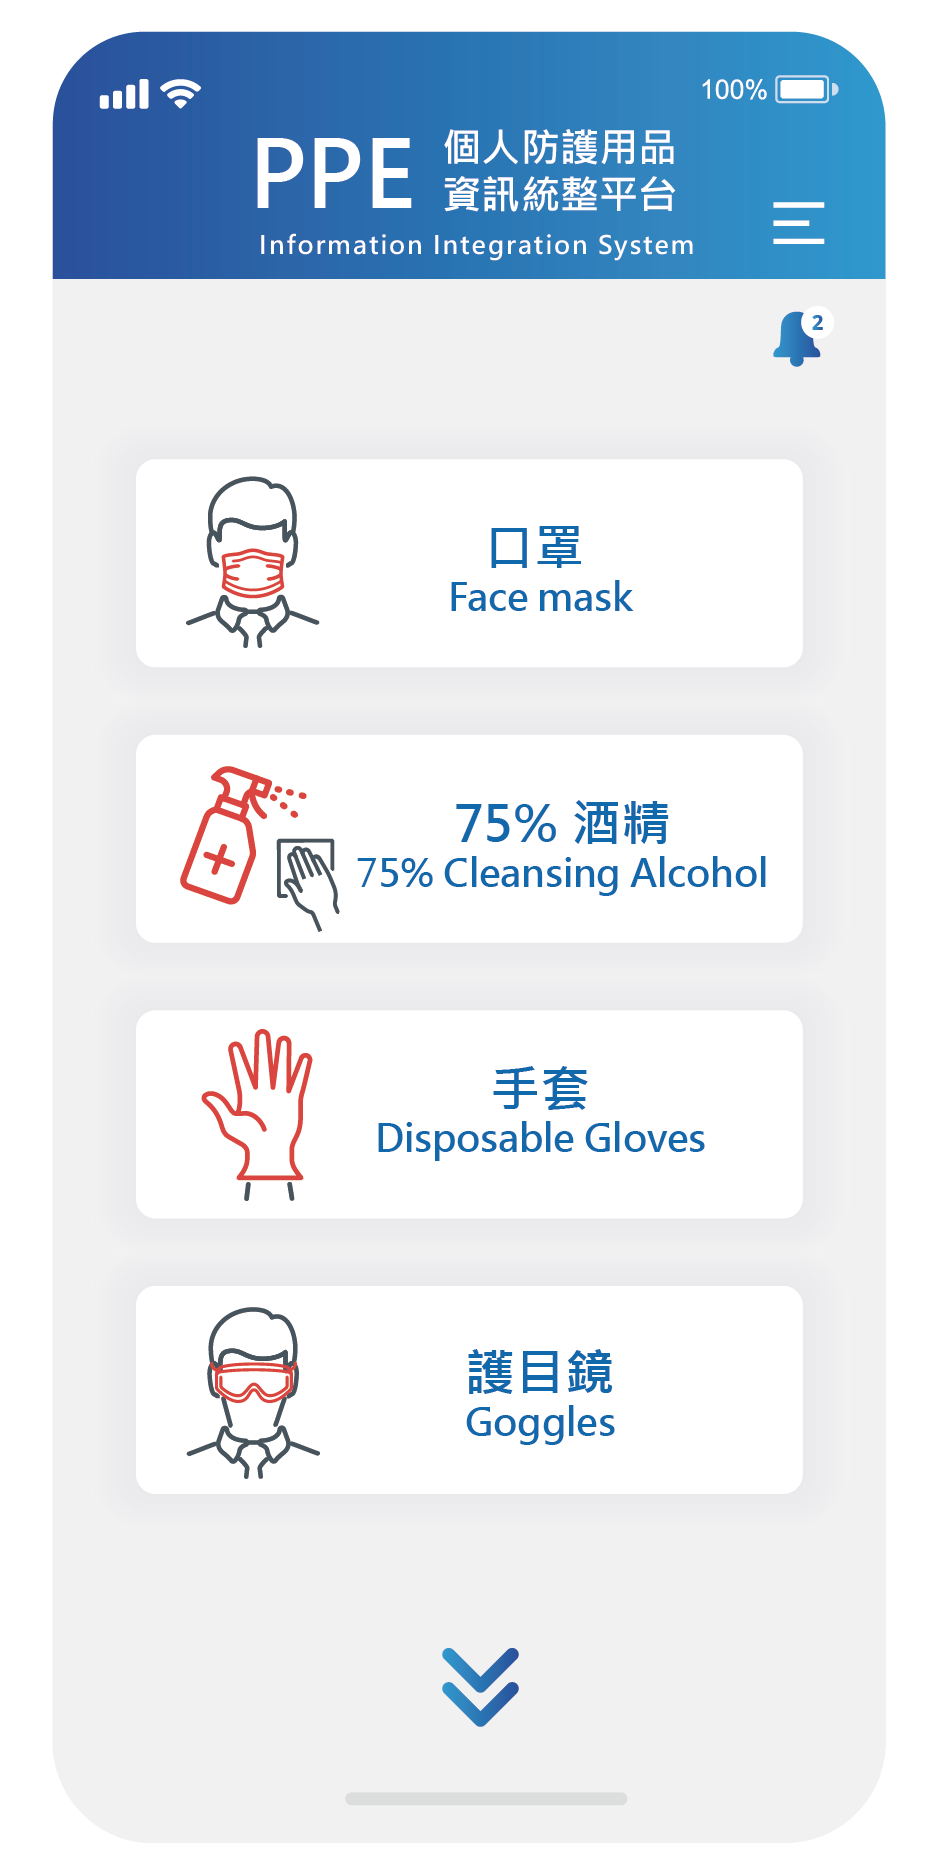 100%
PPE
個人防護用品
資訊統整平台
Information Integration System
2
口罩
Face mask
75% 酒精
75% Cleansing Alcohol
手套
Disposable Gloves
護目鏡
Goggles